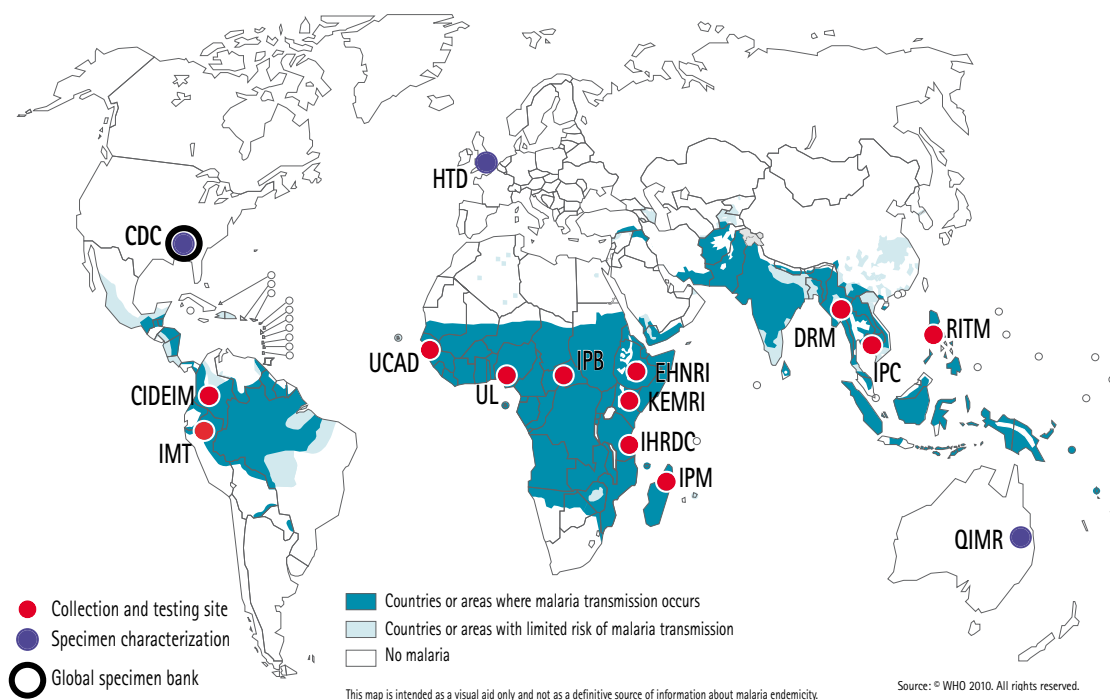 HTD
CDC
RITM
DRM
IPC
UCAD
IPB
EHNRI
UL
KEMRI
CIDEIM
IHRDC
IMT
IPM
QIMR
Collection and testing site
Specimen characterization
Global specimen bank
Countries or areas where malaria transmission occurs
Countries or areas with limited risk of malaria transmission
No malaria
This map is intended as a visual aid only and not as a definitive source of information about malaria endemicity.
Source: © WHO 2010. All rights reserved.